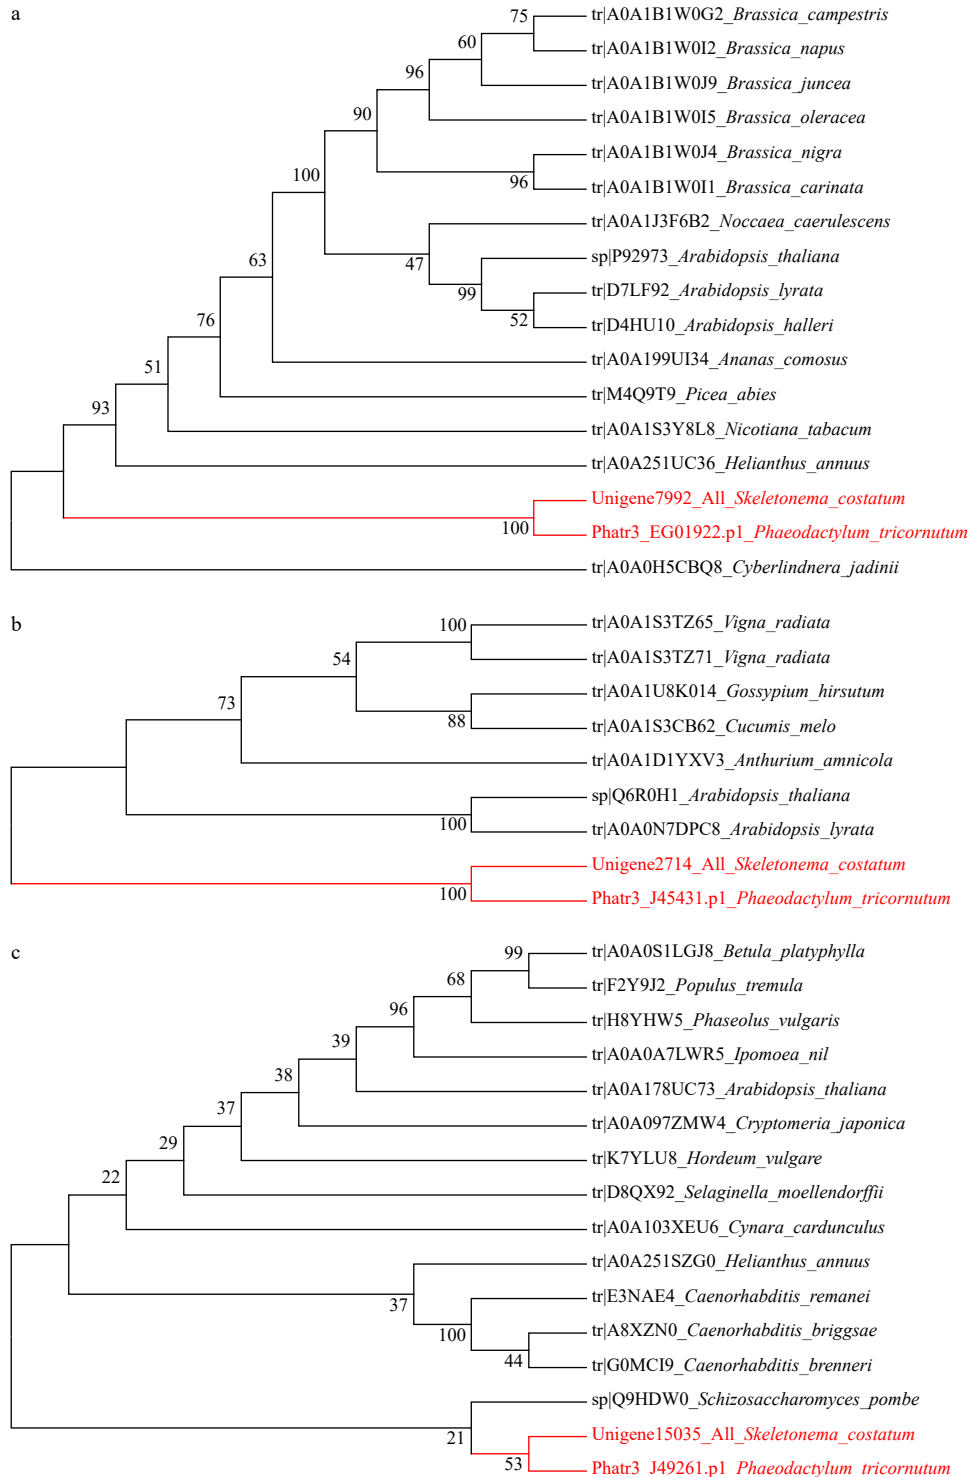 a
75
tr|A0A1B1W0G2_Brassica_campestris
tr|A0A1B1W0I2_Brassica_napus
60
tr|A0A1B1W0J9_Brassica_juncea
96
tr|A0A1B1W0I5_Brassica_oleracea
90
tr|A0A1B1W0J4_Brassica_nigra
96
tr|A0A1B1W0I1_Brassica_carinata
100
tr|A0A1J3F6B2_Noccaea_caerulescens
47
sp|P92973_Arabidopsis_thaliana
63
99
tr|D7LF92_Arabidopsis_lyrata
52
tr|D4HU10_Arabidopsis_halleri
76
tr|A0A199UI34_Ananas_comosus
51
tr|M4Q9T9_Picea_abies
93
tr|A0A1S3Y8L8_Nicotiana_tabacum
tr|A0A251UC36_Helianthus_annuus
Unigene7992_All_Skeletonema_costatum
100
Phatr3_EG01922.p1_Phaeodactylum_tricornutum
tr|A0A0H5CBQ8_Cyberlindnera_jadinii
b
100
tr|A0A1S3TZ65_Vigna_radiata
tr|A0A1S3TZ71_Vigna_radiata
54
tr|A0A1U8K014_Gossypium_hirsutum
73
88
tr|A0A1S3CB62_Cucumis_melo
tr|A0A1D1YXV3_Anthurium_amnicola
sp|Q6R0H1_Arabidopsis_thaliana
100
tr|A0A0N7DPC8_Arabidopsis_lyrata
Unigene2714_All_Skeletonema_costatum
100
Phatr3_J45431.p1_Phaeodactylum_tricornutum
c
99
tr|A0A0S1LGJ8_Betula_platyphylla
68
tr|F2Y9J2_Populus_tremula
96
tr|H8YHW5_Phaseolus_vulgaris
39
tr|A0A0A7LWR5_Ipomoea_nil
38
tr|A0A178UC73_Arabidopsis_thaliana
37
tr|A0A097ZMW4_Cryptomeria_japonica
29
tr|K7YLU8_Hordeum_vulgare
22
tr|D8QX92_Selaginella_moellendorffii
tr|A0A103XEU6_Cynara_cardunculus
tr|A0A251SZG0_Helianthus_annuus
37
tr|E3NAE4_Caenorhabditis_remanei
100
tr|A8XZN0_Caenorhabditis_briggsae
44
tr|G0MCI9_Caenorhabditis_brenneri
sp|Q9HDW0_Schizosaccharomyces_pombe
21
Unigene15035_All_Skeletonema_costatum
53
Phatr3_J49261.p1_Phaeodactylum_tricornutum